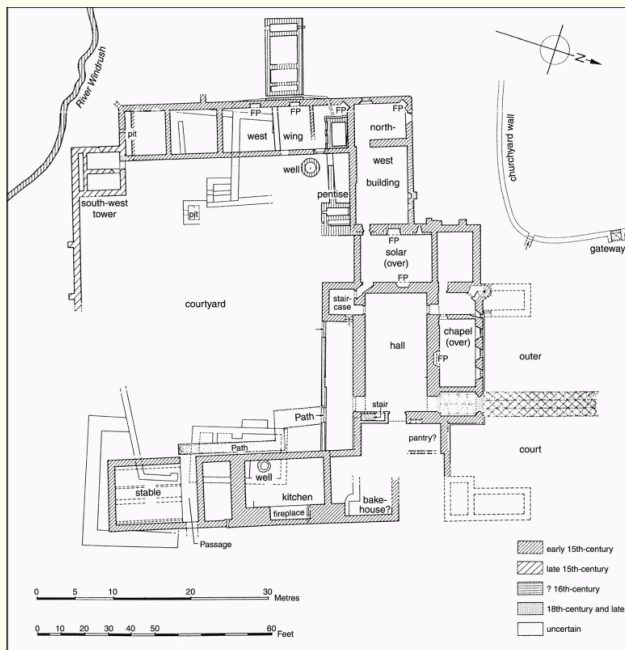 River Windrush
N
churchyard wall
gateway
FP
FP
FP
FP
pit
west
wing
north-
west
building
well
pentise
south-west
tower
pit
FP
solar
(over)
FP
stair-
case
courtyard
chapel
(over)
FP
hall
outer
stair
Path
Path
pantry?
court
well
stable
kitchen
fireplace
bake-
house?
Passage
early 15th-century
late 15th-century
? 16th-century
18th-century and late
uncertain
0 5 10 20 30
Metres
0 10 20 30 40 50 60
Feet